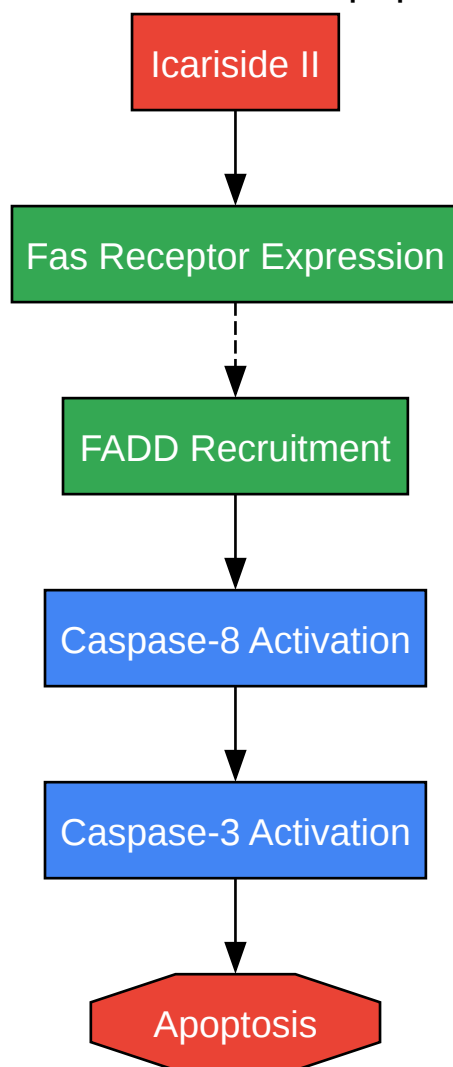 Icariside II
Fas Receptor Expression
FADD Recruitment
Caspase-8 Activation
Caspase-3 Activation
Apoptosis